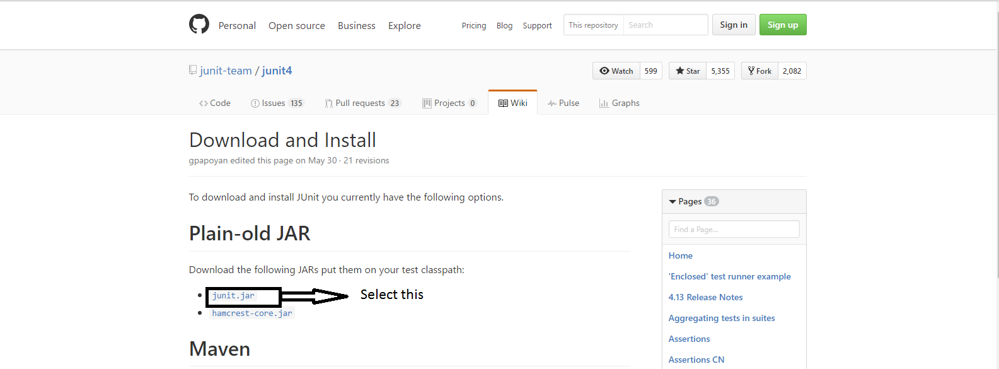 Personal Open source Business Explore Pricing Blog Support This repository Search Sign in Sign up
junit-team / junit4 Watch 599 Star 5,355 Fork 2,082
Code Issues 135 Pull requests 23 Projects 0 Wiki Pulse Graphs
Download and Install
gpapoyan edited this page on May 30 · 21 revisions
To download and install JUnit you currently have the following options.
Plain-old JAR
Download the following JARs put them on your test classpath:
junit.jar Select this
hamcrest-core.jar
Maven
Pages 36
Find a Page...
Home
'Enclosed' test runner example
4.13 Release Notes
Aggregating tests in suites
Assertions
Assertions CN